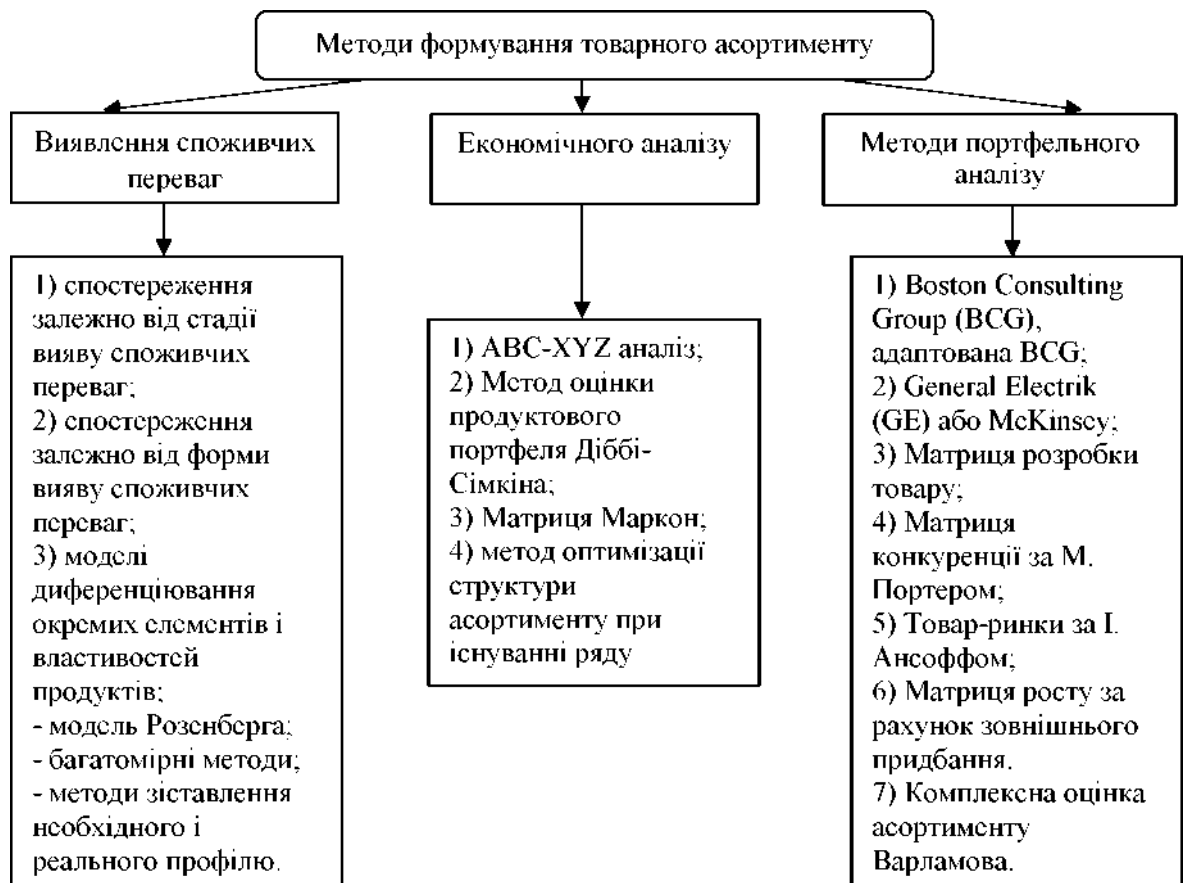 Методи формування товарного асортименту
Виявлення споживчих
переваг
Економічного аналізу
Методи портфельного
аналізу
1) спостереження
залежно від стадії
вияву споживчих
переваг;
2) спостереження
залежно від форми
вияву споживчих
переваг;
3) моделі
диференціювання
окремих елементів і
властивостей
продуктів;
- модель Розенберга;
- багатомірні методи;
- методи зіставлення
необхідного і
реального профілю.
1) ABC-XYZ аналіз;
2) Метод оцінки
продуктового
портфеля Діббі-
Сімкіна;
3) Матриця Маркон;
4) метод оптимізації
структури
асортименту при
існуванні ряду
1) Boston Consulting
Group (BCG),
адаптована BCG;
2) General Electrik
(GE) або McKinsey;
3) Матриця розробки
товару;
4) Матриця
конкуренції за М.
Портером;
5) Товар-ринки за І.
Ансоффом;
6) Матриця росту за
рахунок зовнішнього
придбання.
7) Комплексна оцінка
асортименту
Варламова.